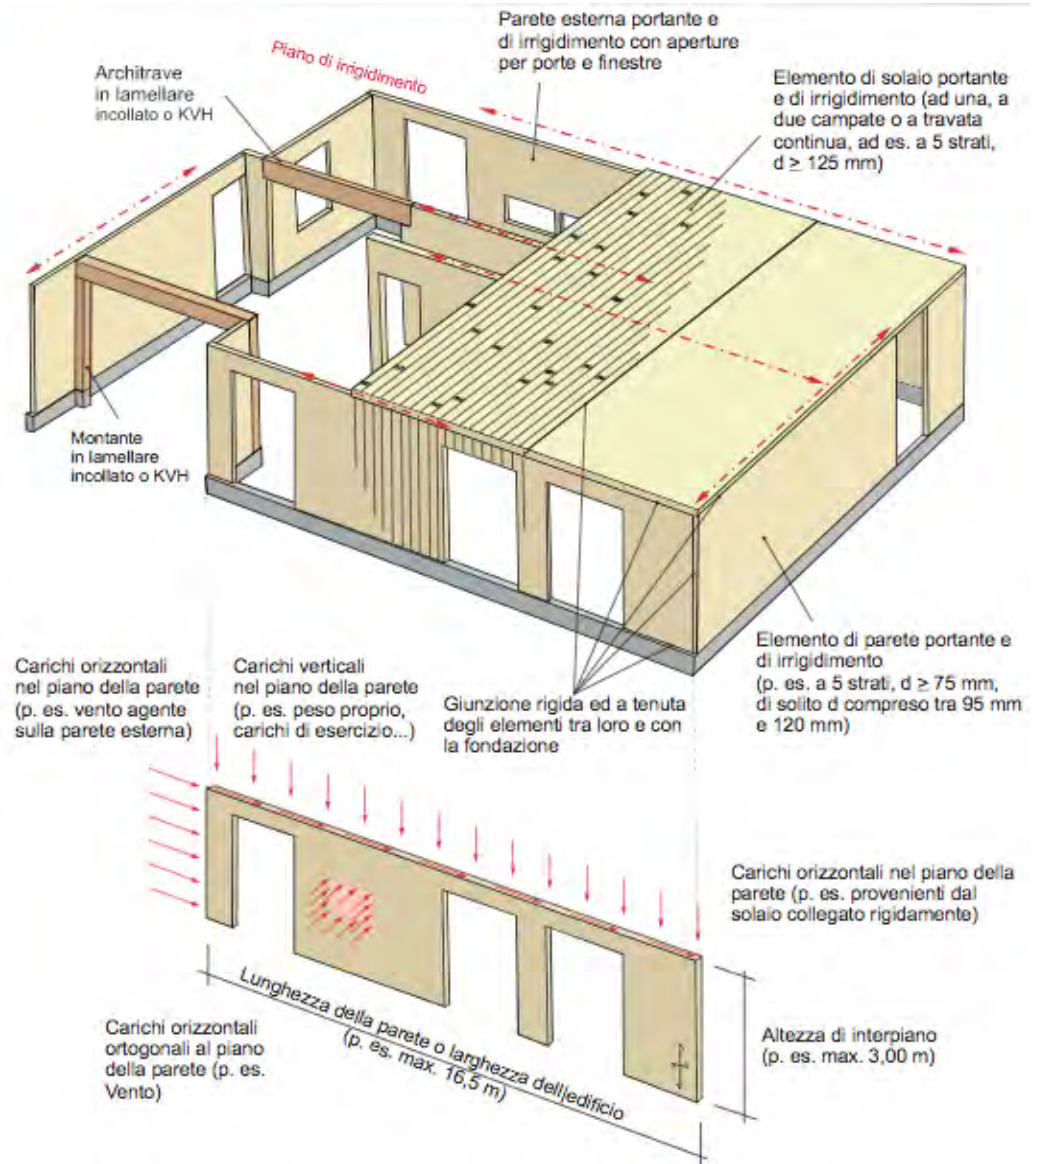 Parete esterna portante e
di irrigidimento con aperture
per porte e finestre
Piano di irrigidimento
Architrave
in lamellare
incollato o KVH
Elemento di solaio portante
e di irrigidimento (ad una, a
due campate o a travata
continua, ad es. a 5 strati,
d ≥ 125 mm)
Montante
in lamellare
incollato o KVH
Elemento di parete portante e
di irrigidimento
(p. es. a 5 strati, d ≥ 75 mm,
di solito d compreso tra 95 mm
e 120 mm)
Carichi orizzontali
nel piano della parete
(p. es. vento agente
sulla parete esterna)
Carichi verticali
nel piano della parete
(p. es. peso proprio,
carichi di esercizio...)
Giunzione rigida ed a tenuta
degli elementi tra loro e con
la fondazione
Carichi orizzontali nel piano della
parete (p. es. provenienti dal
solaio collegato rigidamente)
Lunghezza della parete o larghezza dell|edificio
(p. es. max. 16,5 m)
Carichi orizzontali
ortogonali al piano
della parete (p. es.
Vento)
Altezza di interpiano
(p. es. max. 3,00 m)